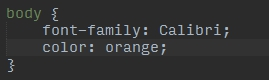 body {
    font-family: Calibri;
    color: orange;
}